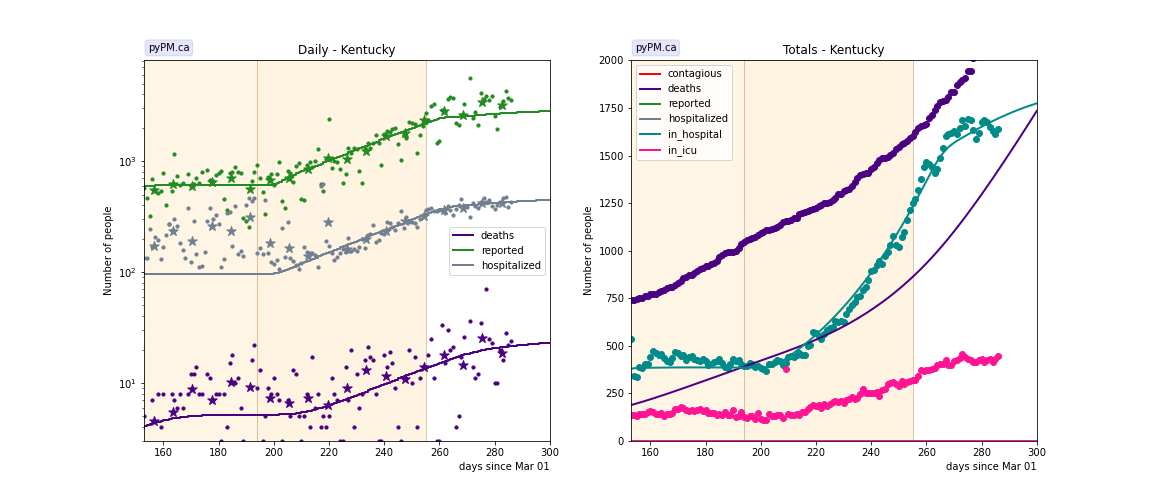 pyPM.ca
Daily - Kentucky
Number of people
10³
10²
10¹
deaths
reported
hospitalized
160 180 200 220 240 260 280 300
days since Mar 01
pyPM.ca
Totals - Kentucky
Number of people
2000
1750
1500
1250
1000
750
500
250
0
contagious
deaths
reported
hospitalized
in_hospital
in_icu
160 180 200 220 240 260 280 300
days since Mar 01